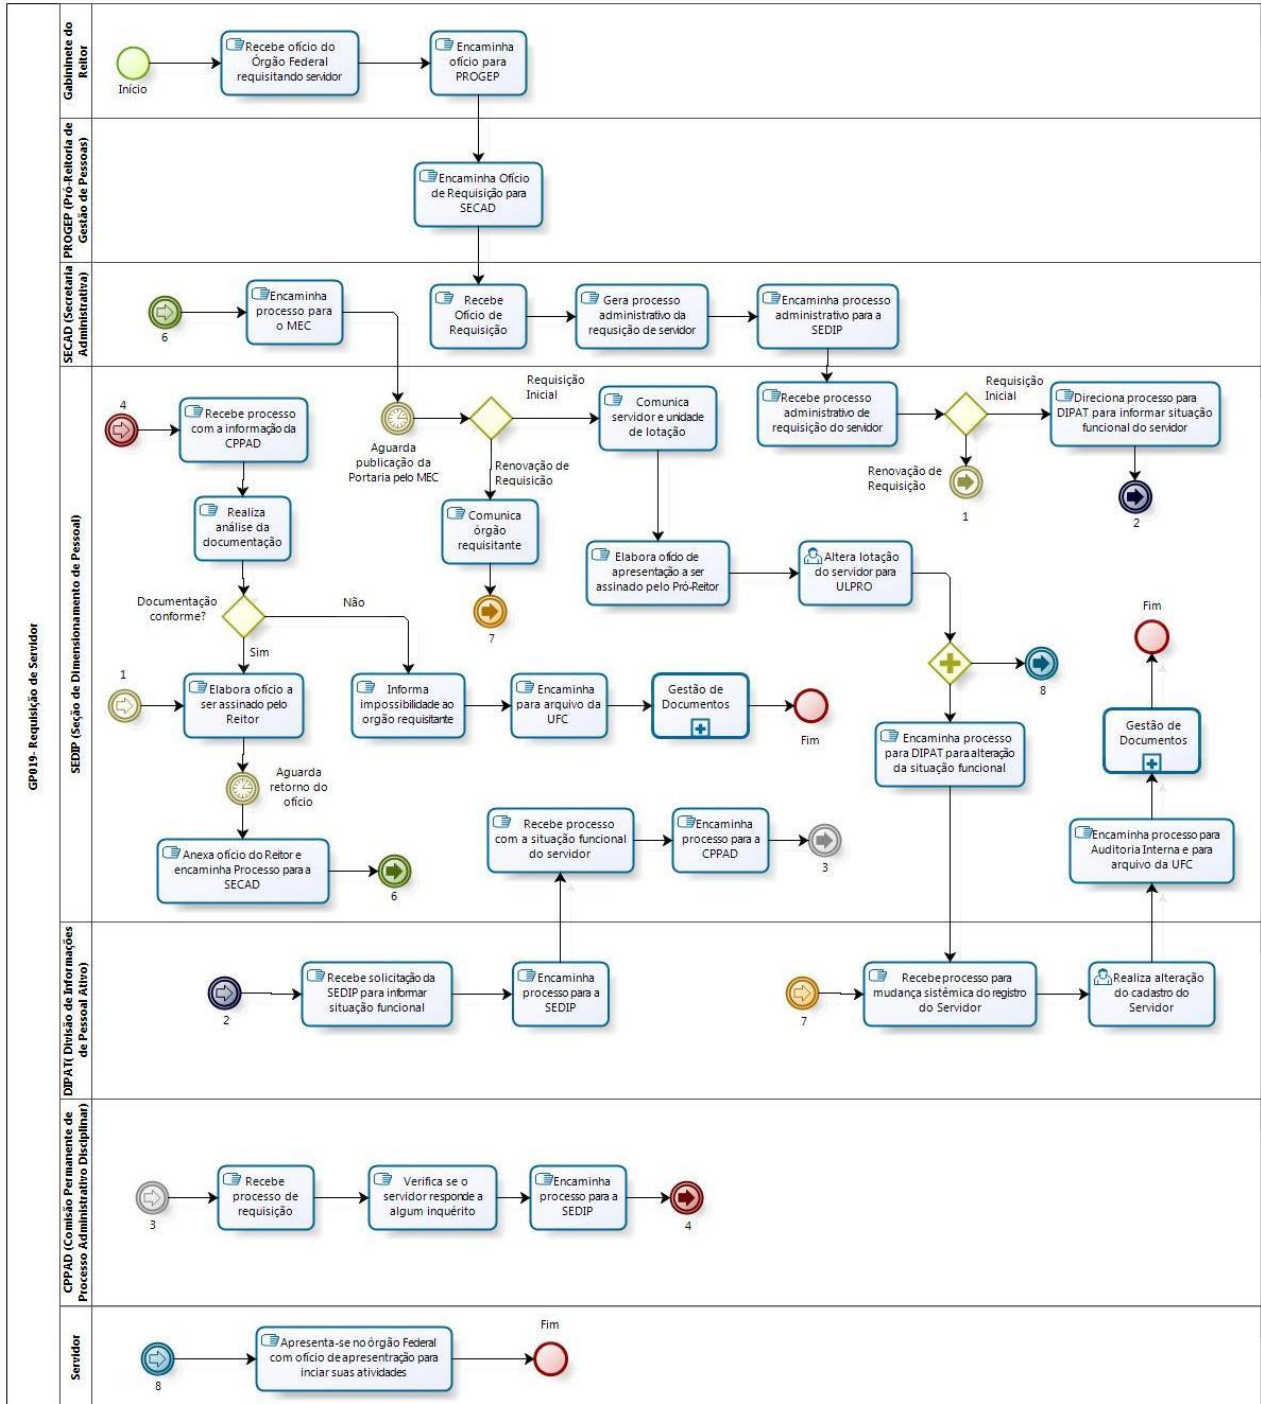 GP019- Requisição de Servidor
Gabininete do
Reitor
Início
Recebe ofício do
Órgão Federal
requisitando servidor
Encaminha
ofício para
PROGEP
PROGEP (Pró-Reitoria de
Gestão de Pessoas)
Encaminha Ofício
de Requisição para
SECAD
SECAD (Secretaria
Administrativa)
6
Encaminha
processo para
o MEC
Recebe
Ofício de
Requisição
Gera processo
administrativo da
requsição de servidor
Encaminha processo
administrativo para a
SEDIP
SEDIP (Seção de Dimensionamento de Pessoal)
4
Recebe processo
com a informação da
CPPAD
Aguarda
publicação da
Portaria pelo MEC
Requisição
Inicial
Renovação de
Requisicão
Comunica
servidor e unidade
de lotação
Recebe processo
administrativo de
requisição do servidor
Requisição
Inicial
Renovação de
Requisição
1
Direciona processo para
DIPAT para informar situação
funcional do servidor
2
Realiza
análise da
documentação
Comunica
órgão
requisitante
7
Elabora ofício de
apresentação a ser
assinado pelo Pró-Reitor
Altera lotação
do servidor para
ULPRO
8
Documentação
conforme?
Não
Sim
1
Elabora ofício a
ser assinado pelo
Reitor
Informa
impossibilidade ao
orgão requisitante
Encaminha
para arquivo da
UFC
Gestão de
Documentos
Fim
Encaminha processo
para DIPAT para alteração
da situação funcional
Fim
Gestão de
Documentos
Aguarda
retorno do
ofício
Anexa ofício do Reitor e
encaminha Processo para a
SECAD
6
Recebe processo
com a situação funcional
do servidor
Encaminha
processo para a
CPPAD
3
Encaminha processo para
Auditoria Interna e para
arquivo da UFC
DIPAT( Divisão de Informações
de Pessoal Ativo)
2
Recebe solicitação da
SEDIP para informar
situação funcional
Encaminha
processo para a
SEDIP
7
Recebe processo para
mudança sistêmica do registro
do Servidor
Realiza alteração
do cadastro do
Servidor
CPPAD (Comisão Permanente de
Processo Administrativo Disciplinar)
3
Recebe
processo de
requisição
Verifica se o
servidor responde a
algum inquérito
Encaminha
processo para a
SEDIP
4
Servidor
8
Apresenta-se no órgão Federal
com ofício de apresentração para
inciar suas atividades
Fim